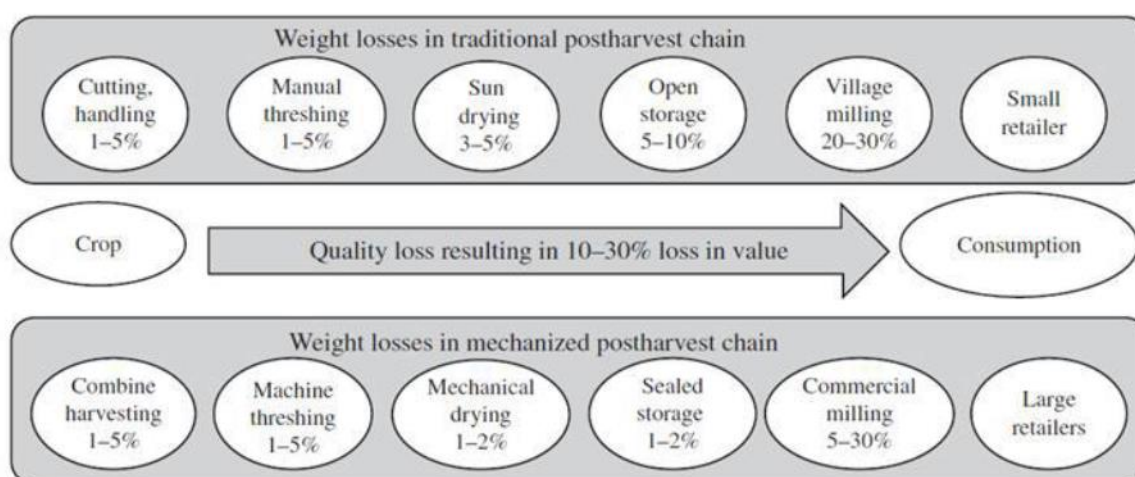 Weight losses in traditional postharvest chain
Cutting,
handling
1–5%
Manual
threshing
1–5%
Sun
drying
3–5%
Open
storage
5–10%
Village
milling
20–30%
Small
retailer
Crop
Quality loss resulting in 10–30% loss in value
Consumption
Weight losses in mechanized postharvest chain
Combine
harvesting
1–5%
Machine
threshing
1–5%
Mechanical
drying
1–2%
Sealed
storage
1–2%
Commercial
milling
5–30%
Large
retailers